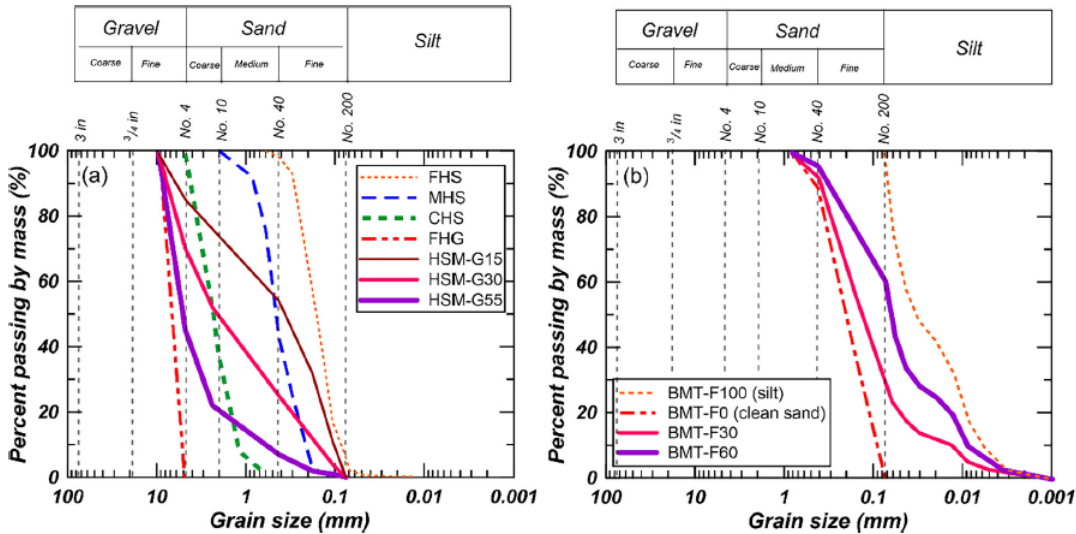 Gravel Sand Silt
Coarse Fine Coarse Medium Fine
3 in 3/4 in No. 4 No. 10 No. 40 No. 200
(a)
Percent passing by mass (%)
100
80
60
40
20
0
FHS
MHS
CHS
FHG
HSM-G15
HSM-G30
HSM-G55
100 10 1 0.1 0.01 0.001
Grain size (mm)
Gravel Sand Silt
Coarse Fine Coarse Medium Fine
3 in 3/4 in No. 4 No. 10 No. 40 No. 200
(b)
Percent passing by mass (%)
100
80
60
40
20
0
BMT-F100 (silt)
BMT-F0 (clean sand)
BMT-F30
BMT-F60
100 10 1 0.1 0.01 0.001
Grain size (mm)